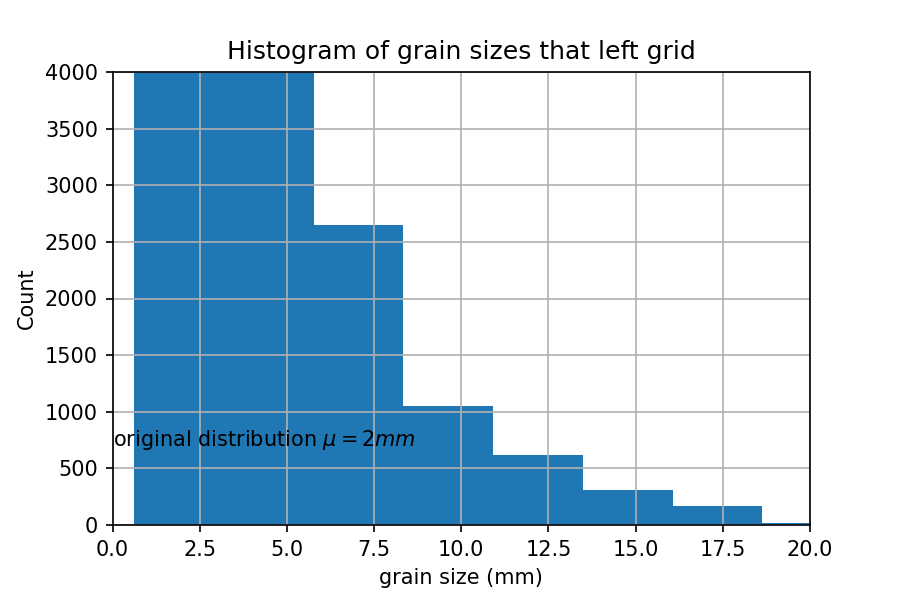 Histogram of grain sizes that left grid
4000
3500
3000
2500
2000
1500
1000
500
0
Count
original distribution μ = 2mm
0.0 2.5 5.0 7.5 10.0 12.5 15.0 17.5 20.0
grain size (mm)